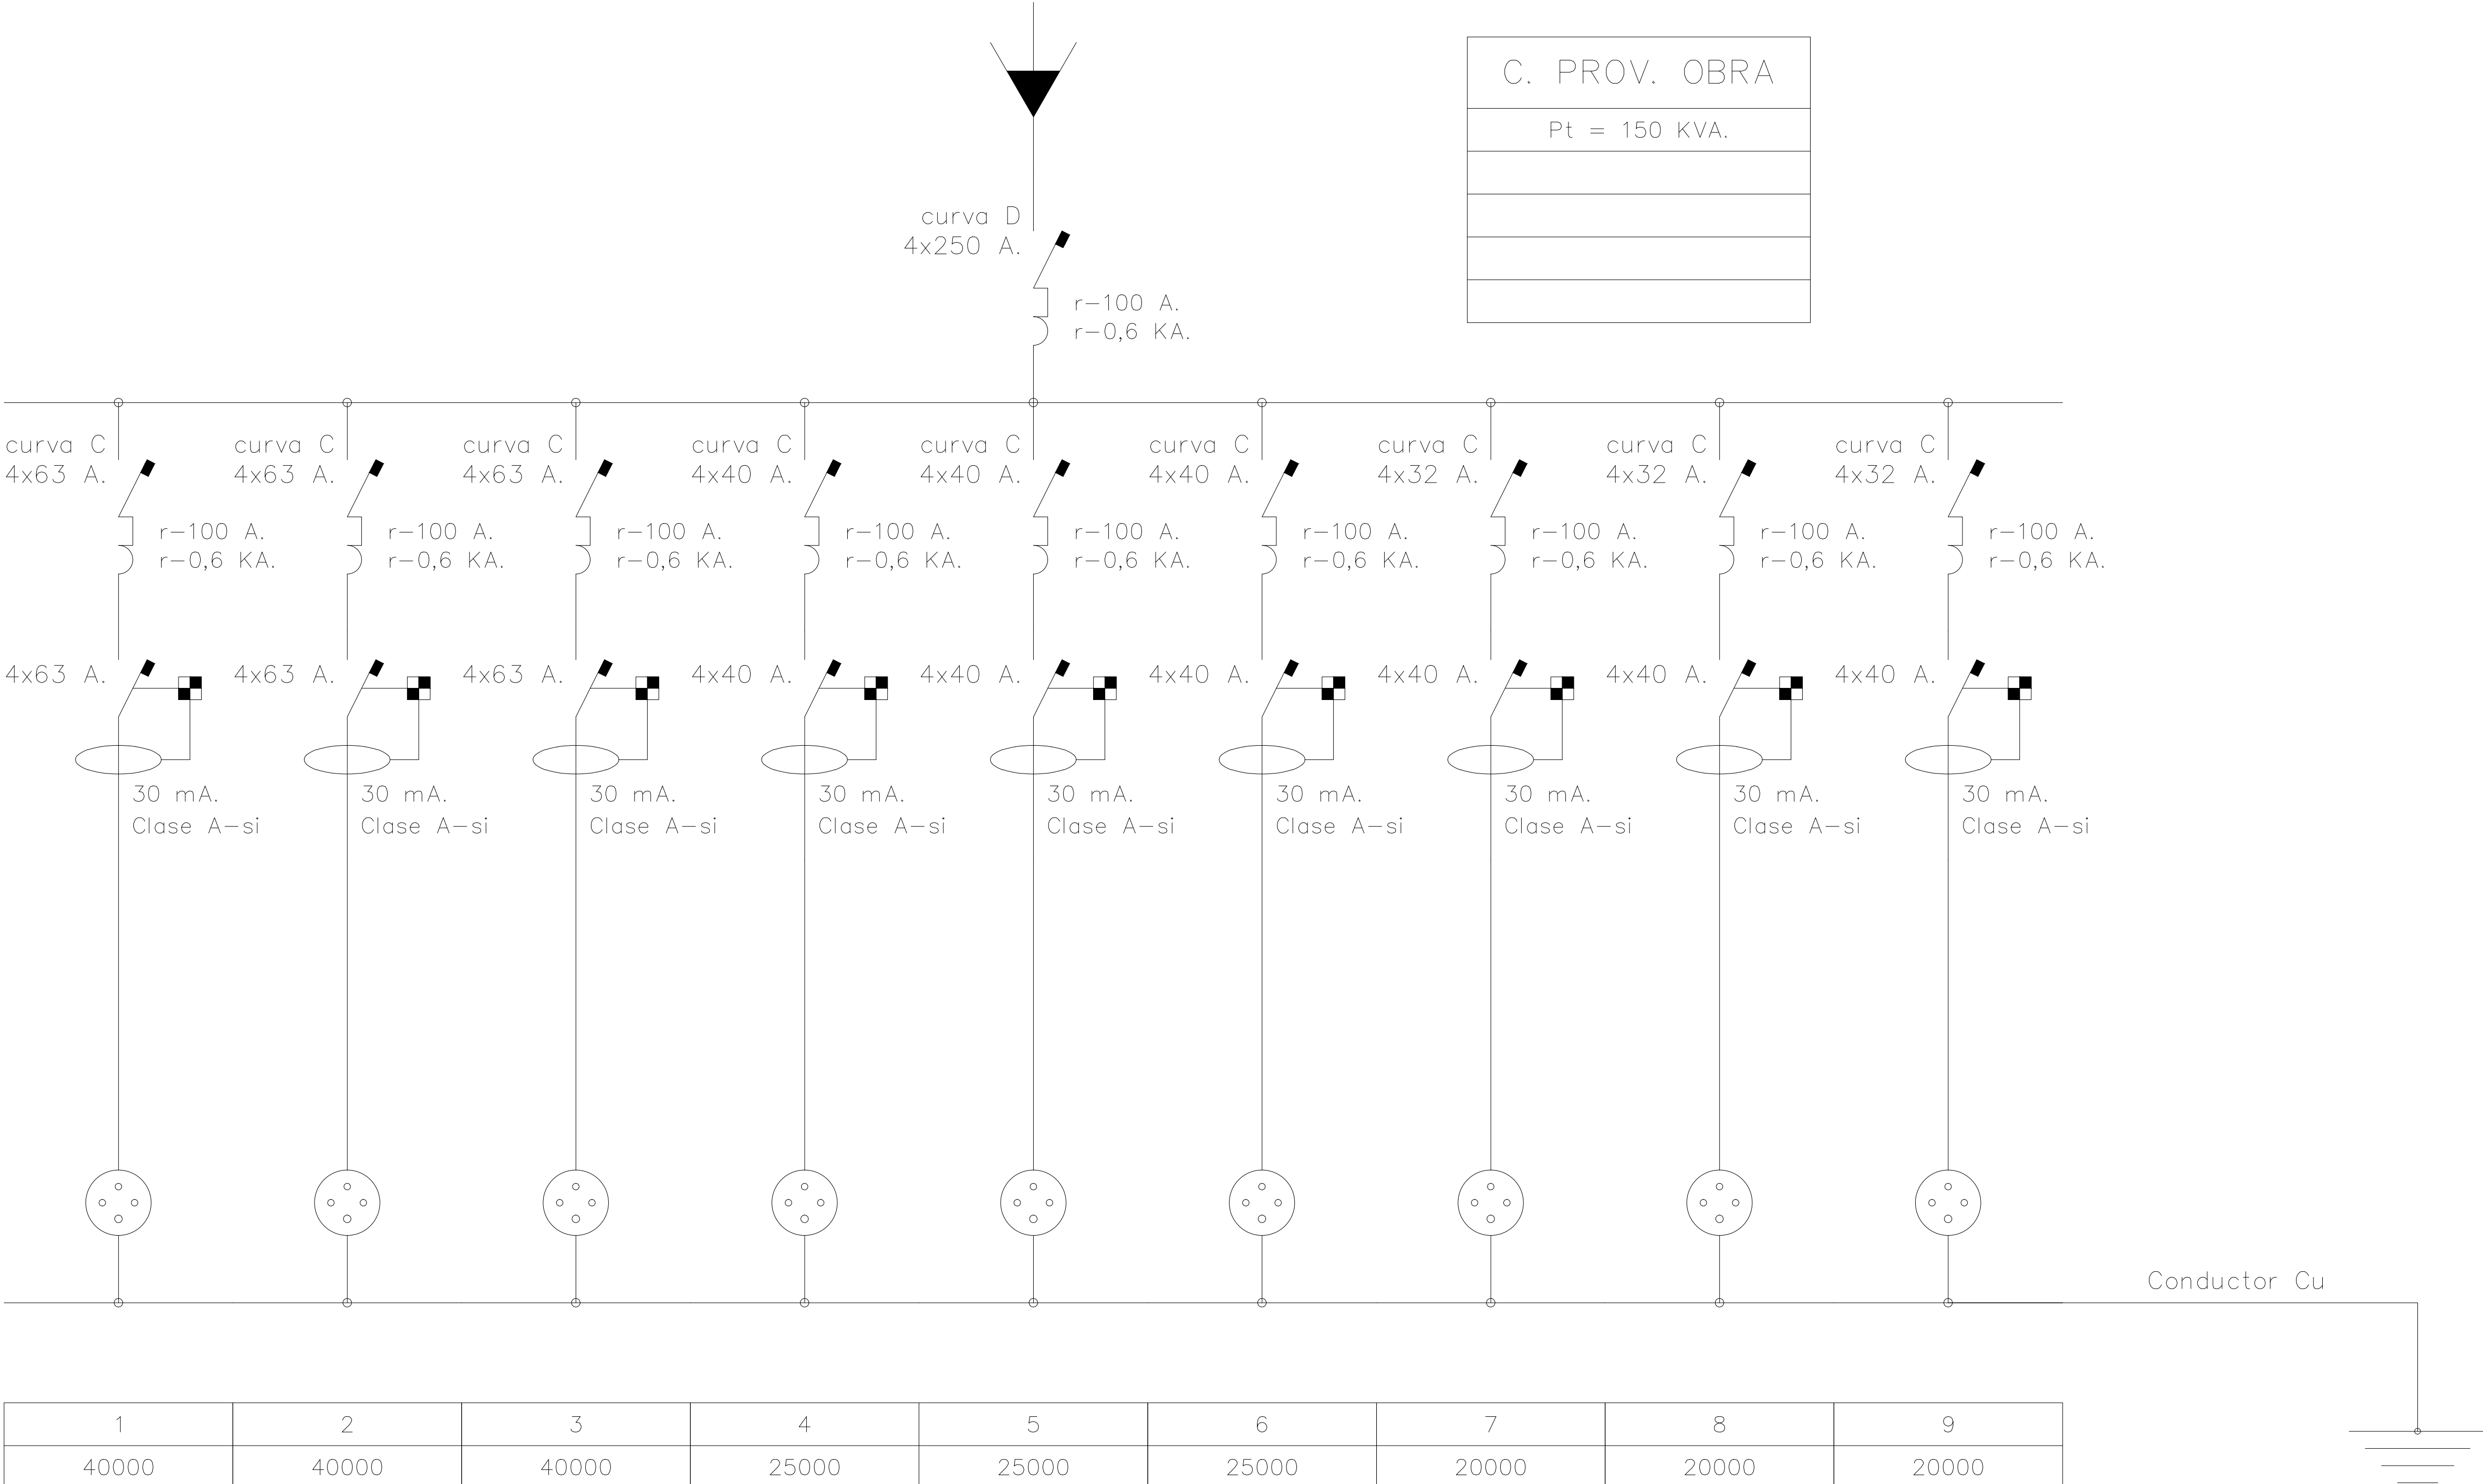 C. PROV. OBRA
Pt = 150 KVA.
curva D
4x250 A.
r-100 A.
r-0,6 KA.
curva C curva C curva C curva C curva C curva C curva C curva C curva C
4x63 A. 4x63 A. 4x63 A. 4x40 A. 4x40 A. 4x40 A. 4x32 A. 4x32 A. 4x32 A.
r-100 A. r-100 A. r-100 A. r-100 A. r-100 A. r-100 A. r-100 A. r-100 A. r-100 A.
r-0,6 KA. r-0,6 KA. r-0,6 KA. r-0,6 KA. r-0,6 KA. r-0,6 KA. r-0,6 KA. r-0,6 KA. r-0,6 KA.
4x63 A. 4x63 A. 4x63 A. 4x40 A. 4x40 A. 4x40 A. 4x40 A. 4x40 A. 4x40 A.
30 mA. 30 mA. 30 mA. 30 mA. 30 mA. 30 mA. 30 mA. 30 mA. 30 mA.
Clase A-si Clase A-si Clase A-si Clase A-si Clase A-si Clase A-si Clase A-si Clase A-si Clase A-si
Conductor Cu
1 2 3 4 5 6 7 8 9
40000 40000 40000 25000 25000 25000 20000 20000 20000